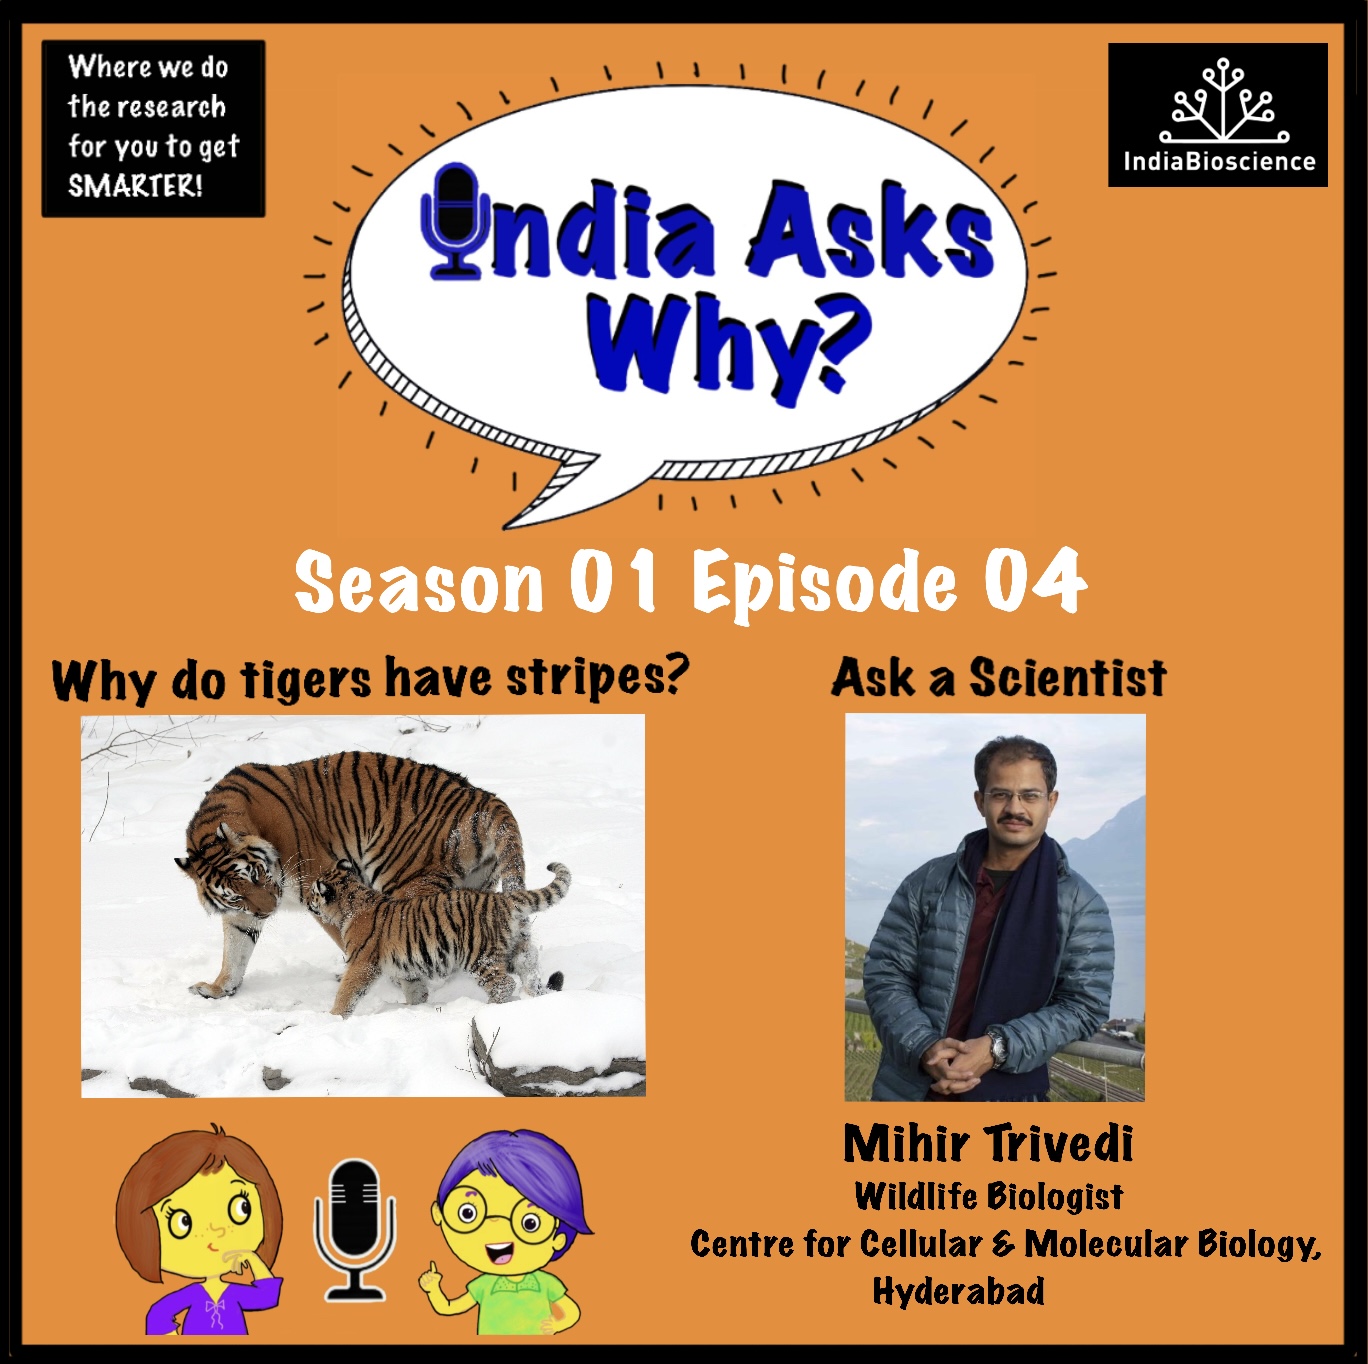 Where we do
the research
for you to get
SMARTER!
IndiaBioscience
India Asks
Why?
Season 01 Episode 04
Why do tigers have stripes?
Ask a Scientist
Mihir Trivedi
Wildlife Biologist
Centre for Cellular & Molecular Biology,
Hyderabad